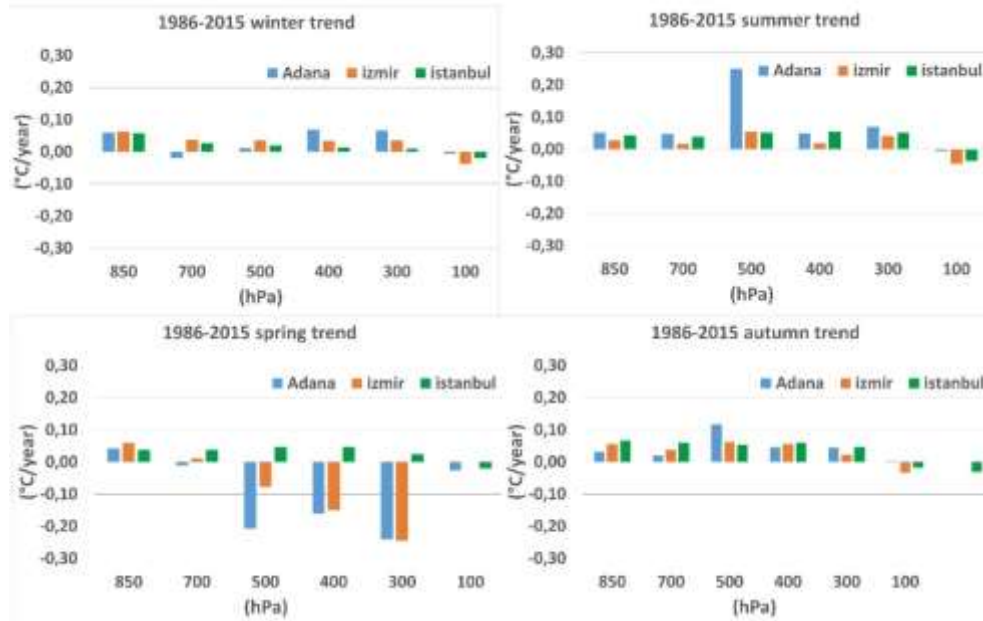 1986-2015 winter trend
0,30
0,20
0,10
0,00
-0,10
-0,20
-0,30
(°C/year)
Adana izmir istanbul
850 700 500 400 300 100
(hPa)
1986-2015 summer trend
0,30
0,20
0,10
0,00
-0,10
-0,20
-0,30
(°C/year)
Adana izmir istanbul
850 700 500 400 300 100
(hPa)
1986-2015 spring trend
0,30
0,20
0,10
0,00
-0,10
-0,20
-0,30
(°C/year)
Adana izmir istanbul
850 700 500 400 300 100
(hPa)
1986-2015 autumn trend
0,30
0,20
0,10
0,00
-0,10
-0,20
-0,30
(°C/year)
Adana izmir istanbul
850 700 500 400 300 100
(hPa)